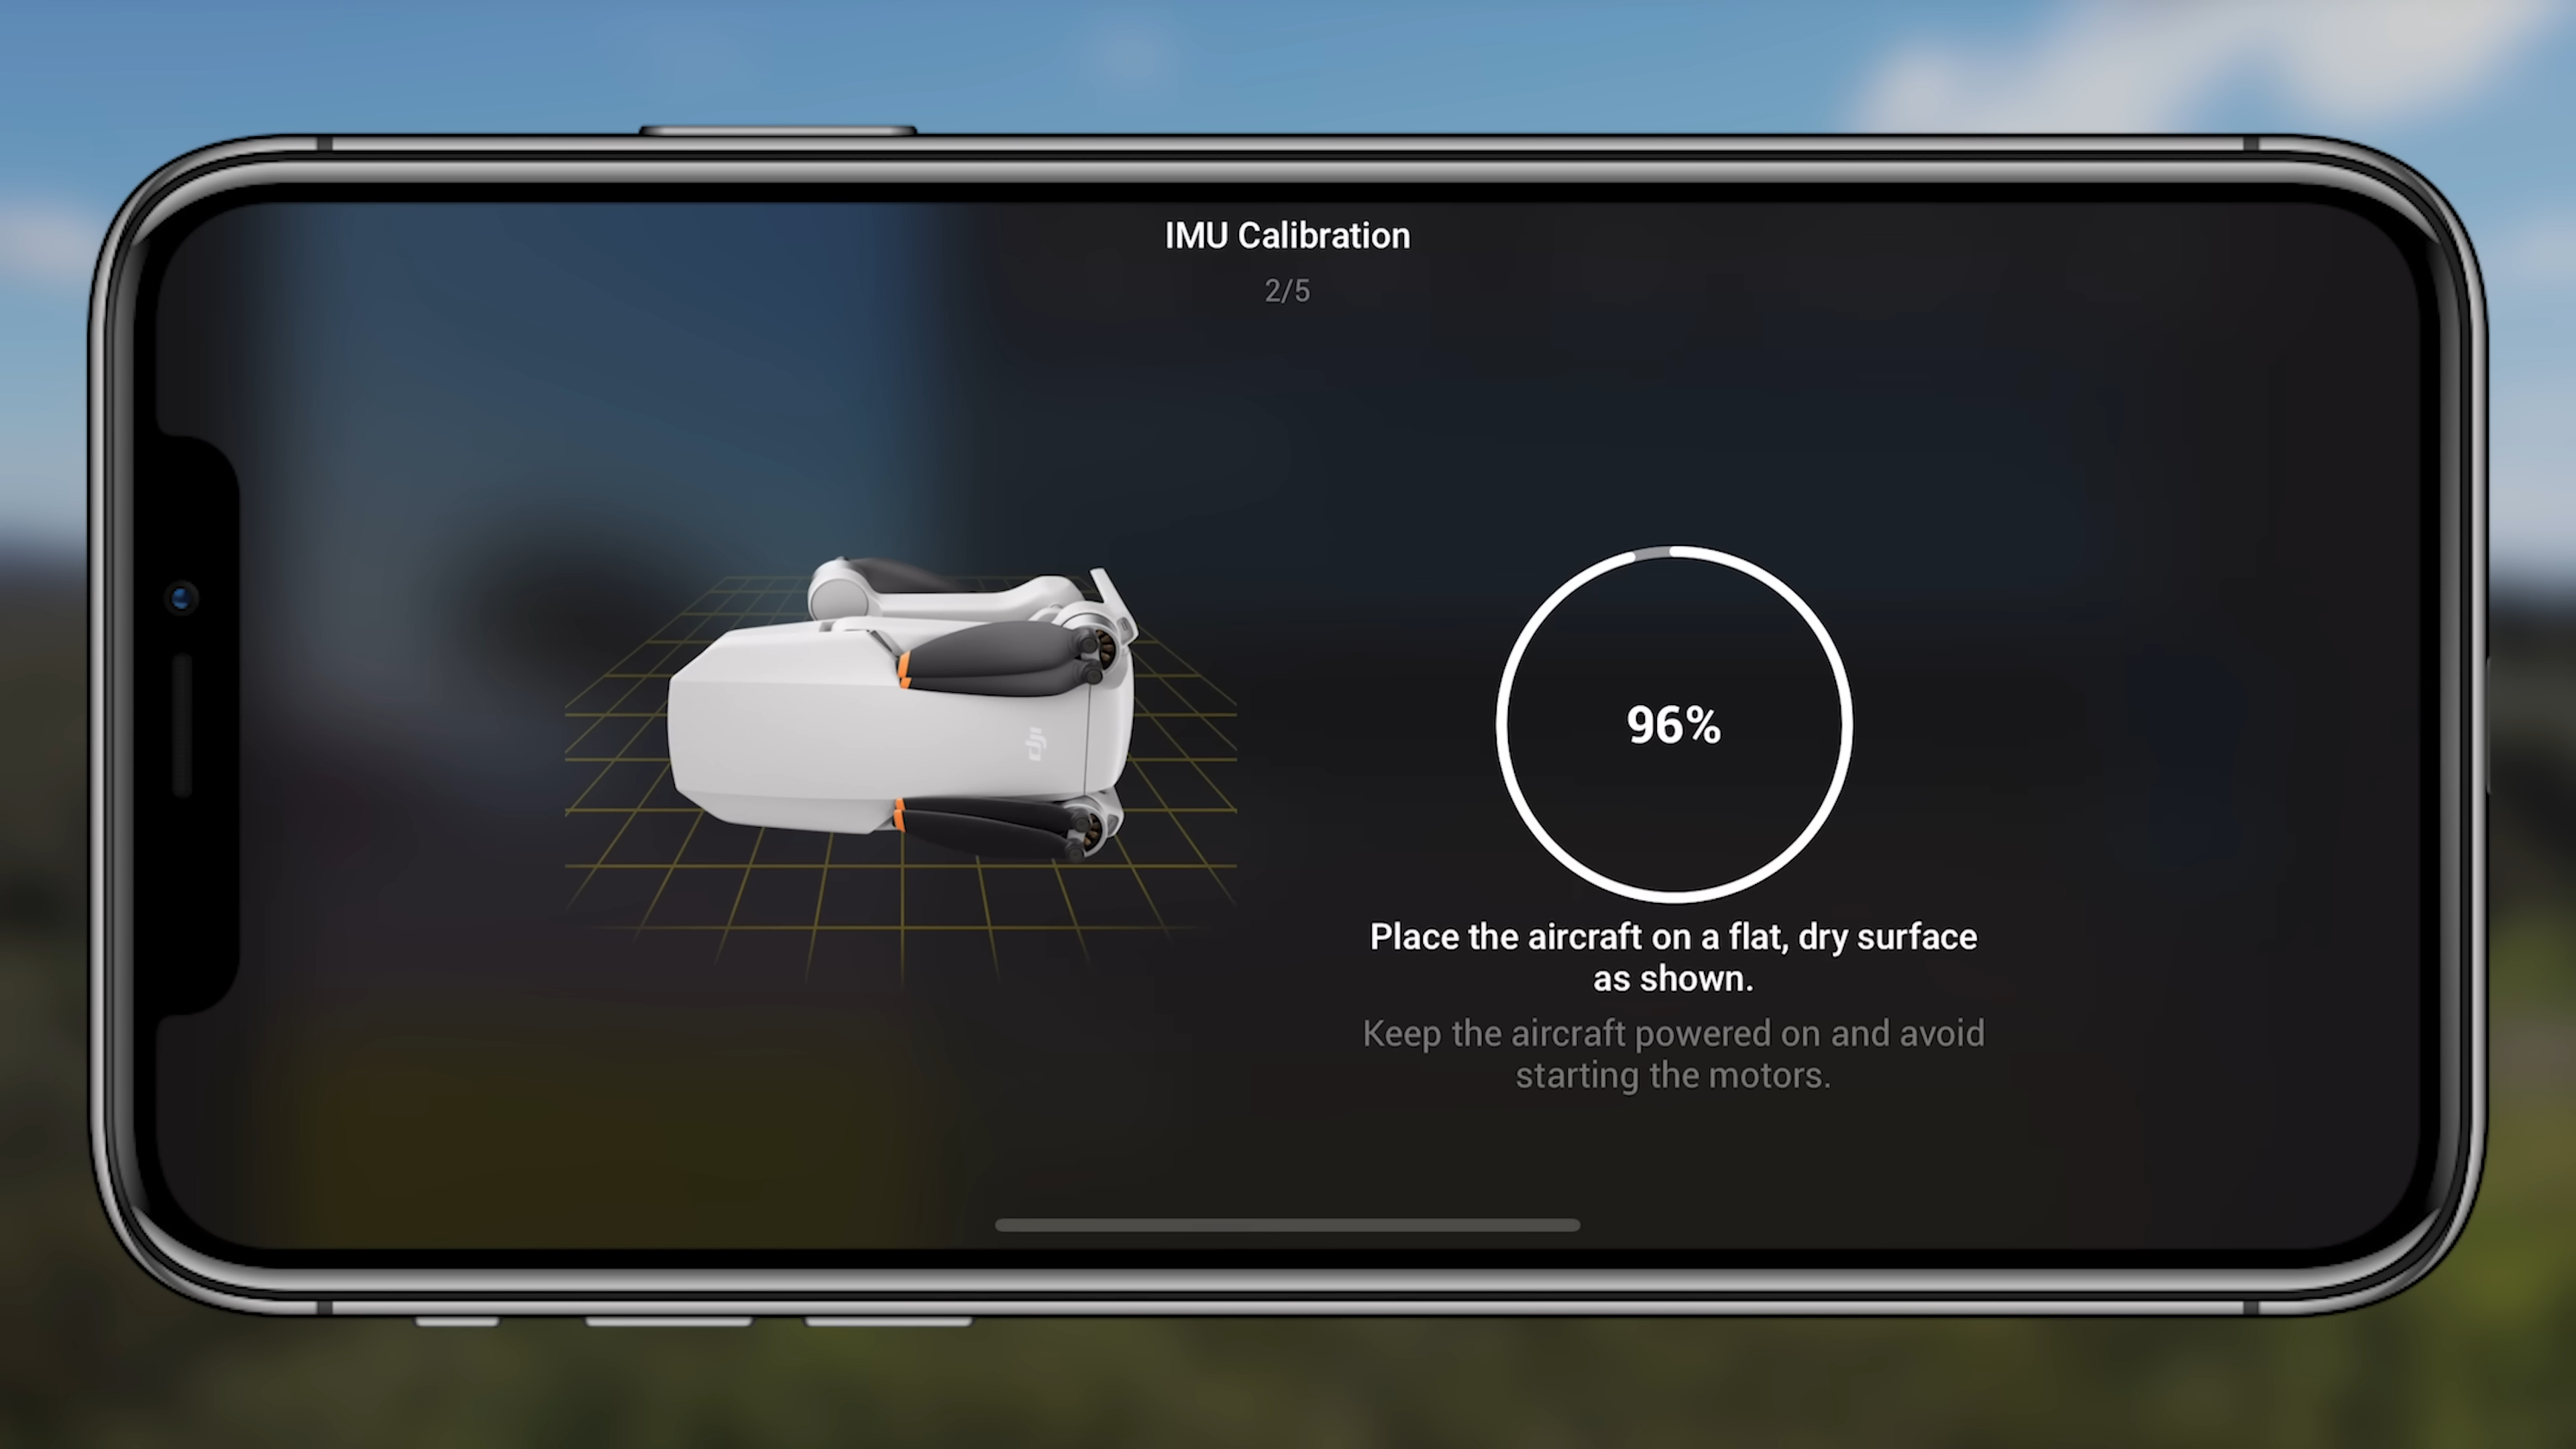 IMU Calibration
2/5
dji
96%
Place the aircraft on a flat, dry surface
as shown.
Keep the aircraft powered on and avoid
starting the motors.